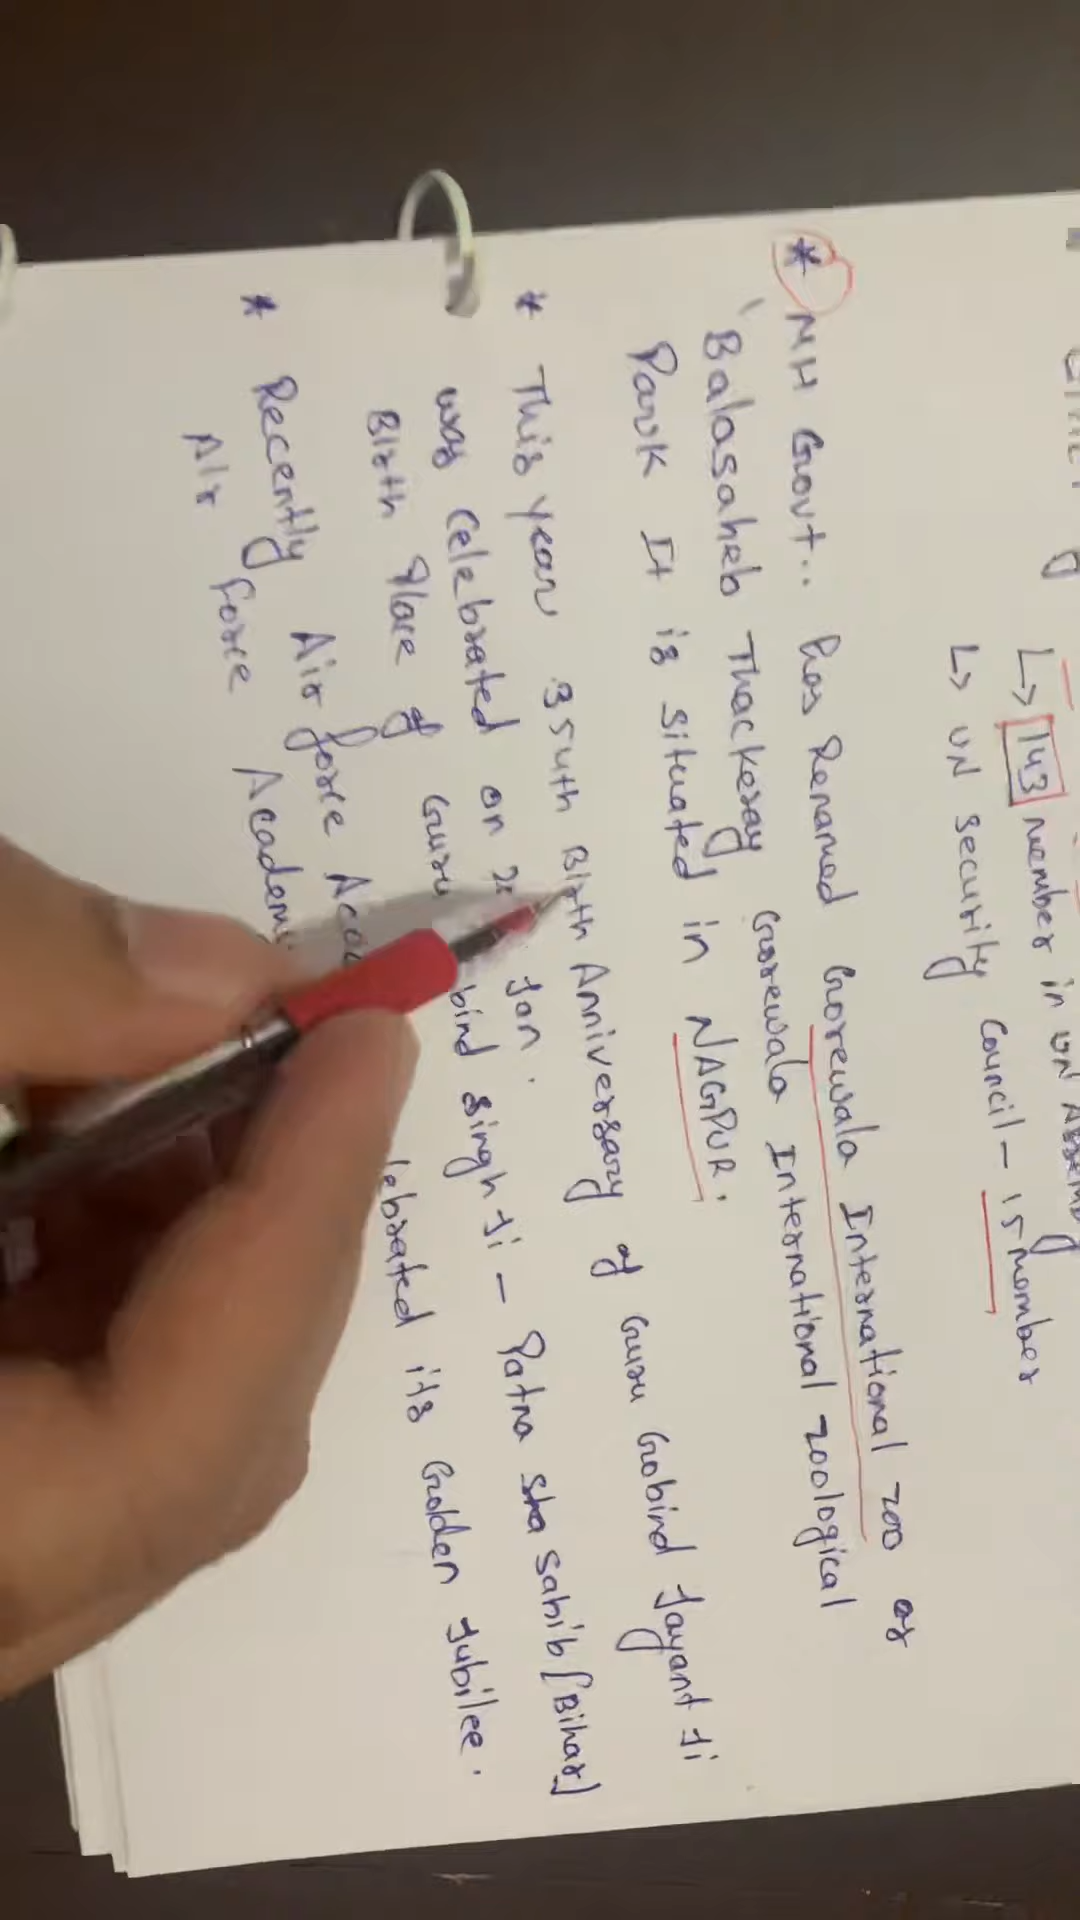 ↳ 143 member in UN
↳ UN security council - 15 member
* MH Govt.. has Renamed Gorewala International zoo as
'Balasaheb Thackeray Gorewala International zoological
Park It is situated in NAGPUR.
* This year 354th Birth Anniversary of Guru Gobind Jayant Ji
was celebrated on Jan.
Birth Place of Guru bind singh Ji - Patna sha sahib [Bihar]
* Recently Air force lebrated its Golden Jubilee.
Air force